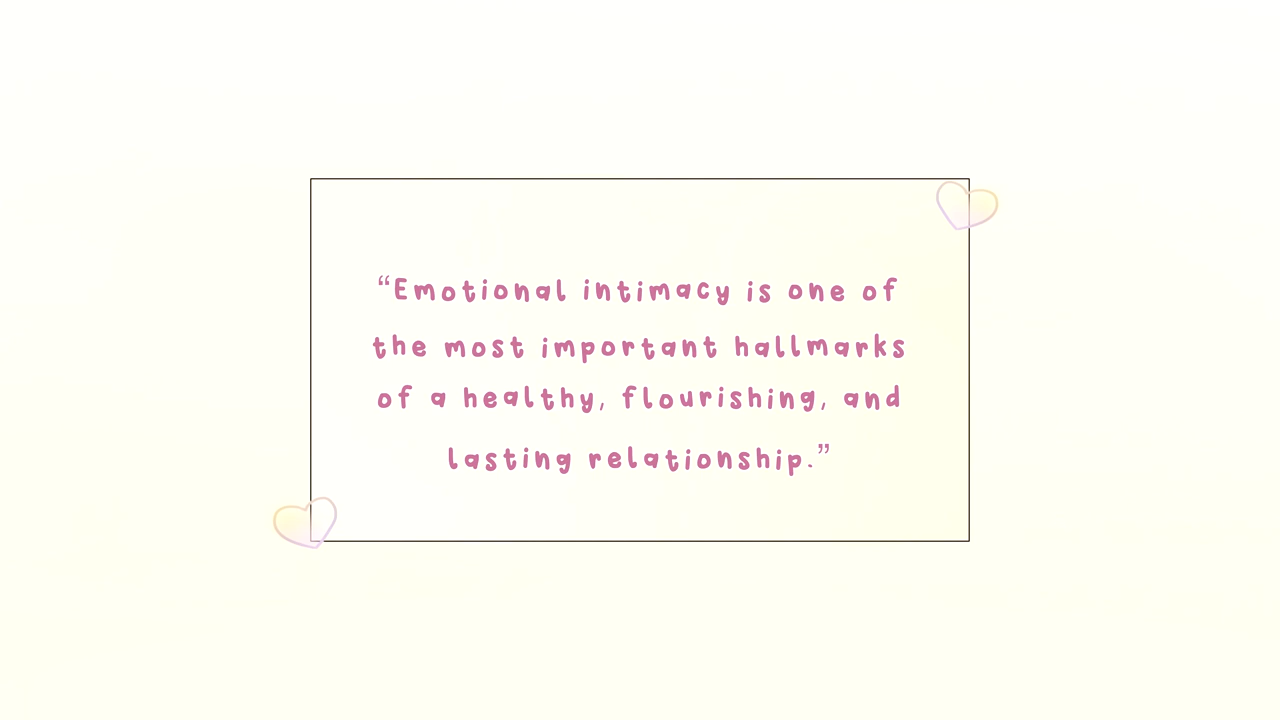 “Emotional intimacy is one of
the most important hallmarks
of a healthy, flourishing, and
lasting relationship.”